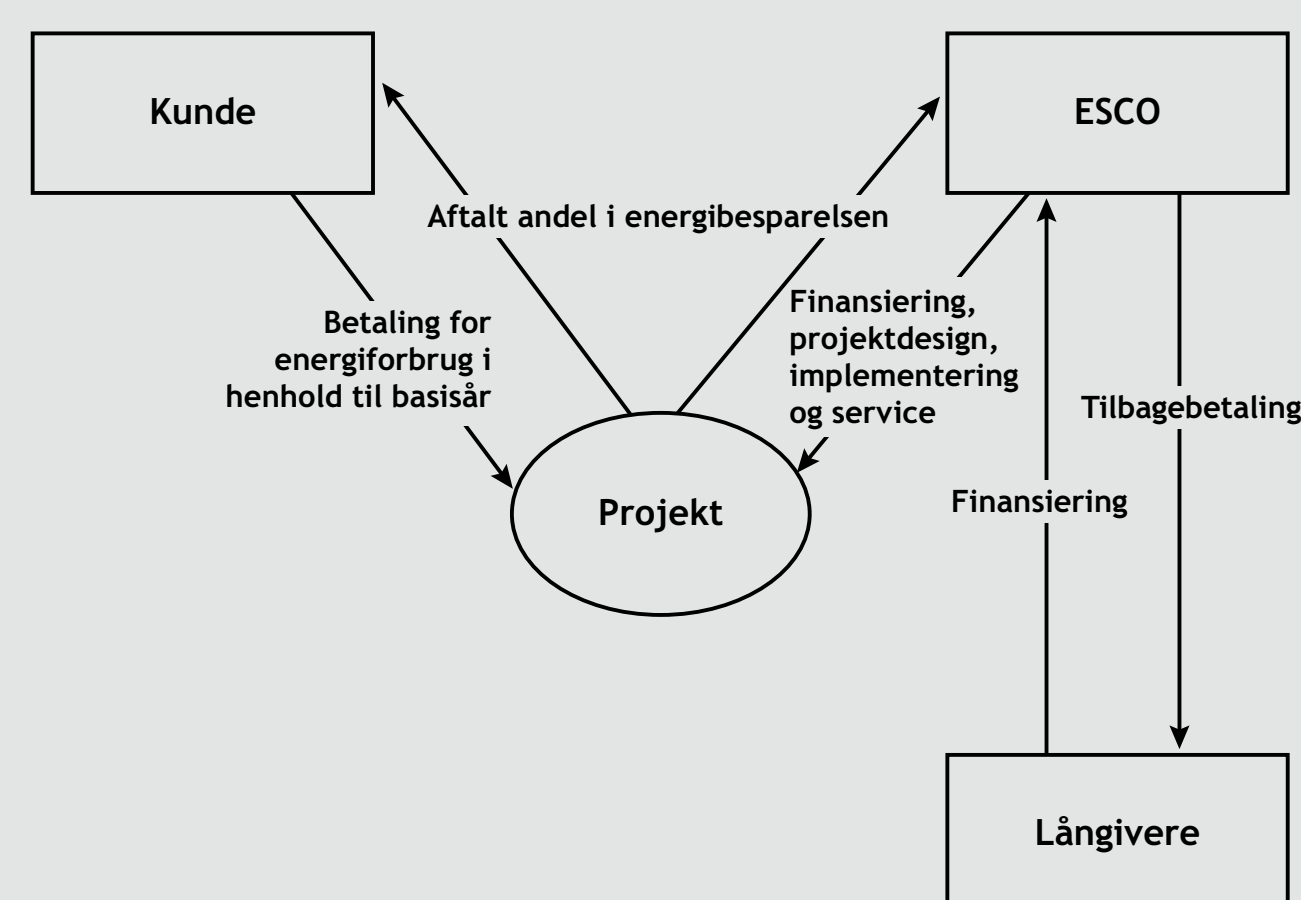 Kunde
ESCO
Aftalt andel i energibesparelsen
Betaling for
energiforbrug i
henhold til basisår
Finansiering,
projektdesign,
implementering
og service
Tilbagebetaling
Finansiering
Projekt
Långivere